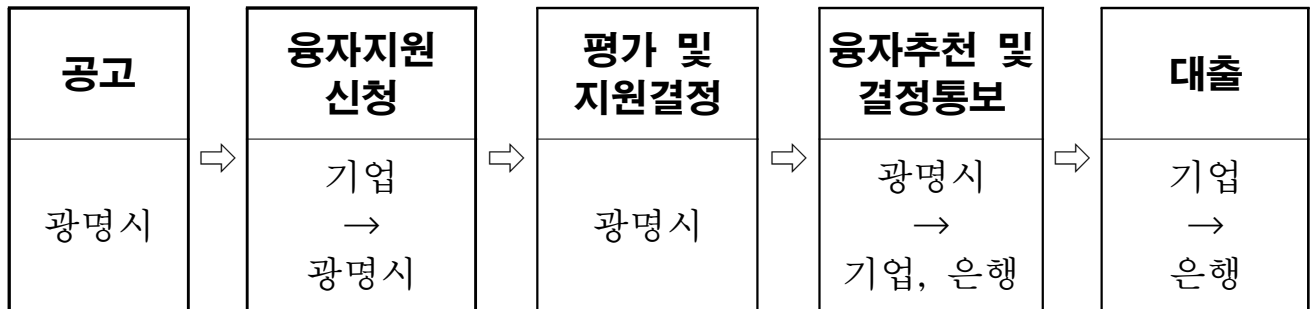 공고
광명시
⇨
융자지원
신청
기업
→
광명시
⇨
평가 및
지원결정
광명시
⇨
융자추천 및
결정통보
광명시
→
기업, 은행
⇨
대출
기업
→
은행